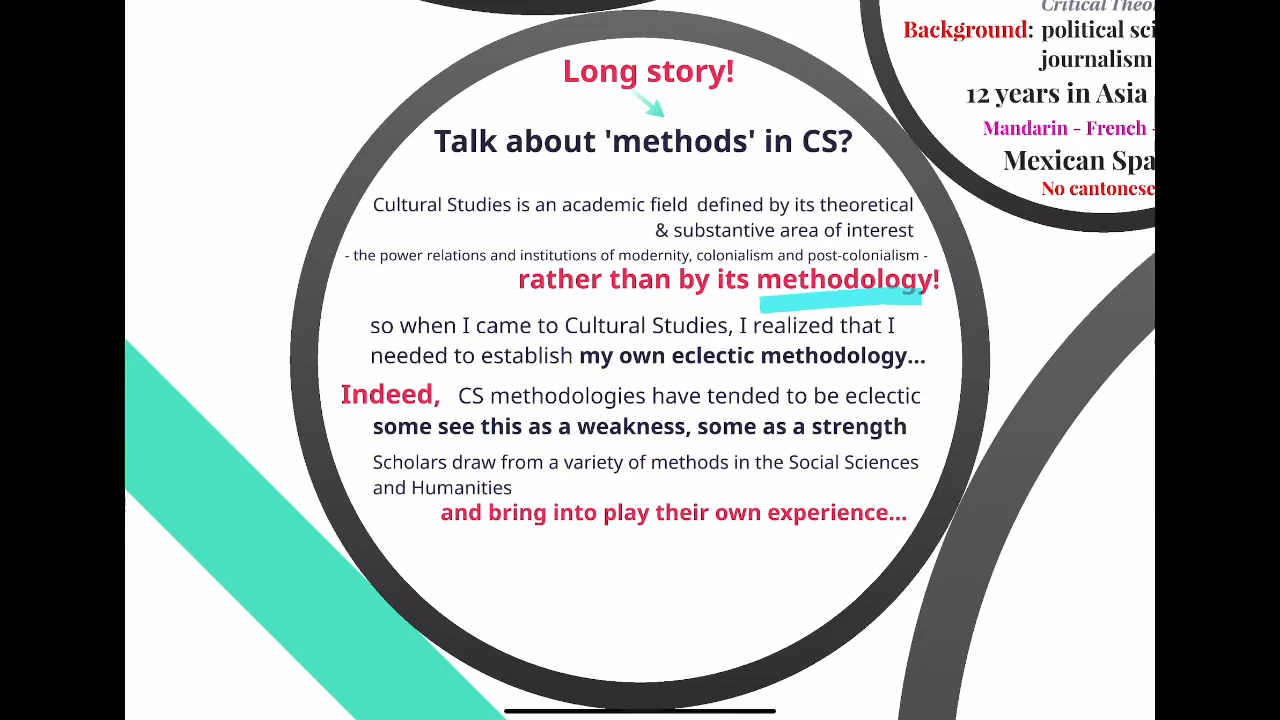 Long story!
Talk about 'methods' in CS?
Cultural Studies is an academic field defined by its theoretical
& substantive area of interest
- the power relations and institutions of modernity, colonialism and post-colonialism -
rather than by its methodology!
so when I came to Cultural Studies, I realized that I
needed to establish my own eclectic methodology...
Indeed, CS methodologies have tended to be eclectic
some see this as a weakness, some as a strength
Scholars draw from a variety of methods in the Social Sciences
and Humanities
and bring into play their own experience...
Critical
Background: political
journalism
12 years in Asia
Mandarin - French -
Mexican
No cantonese